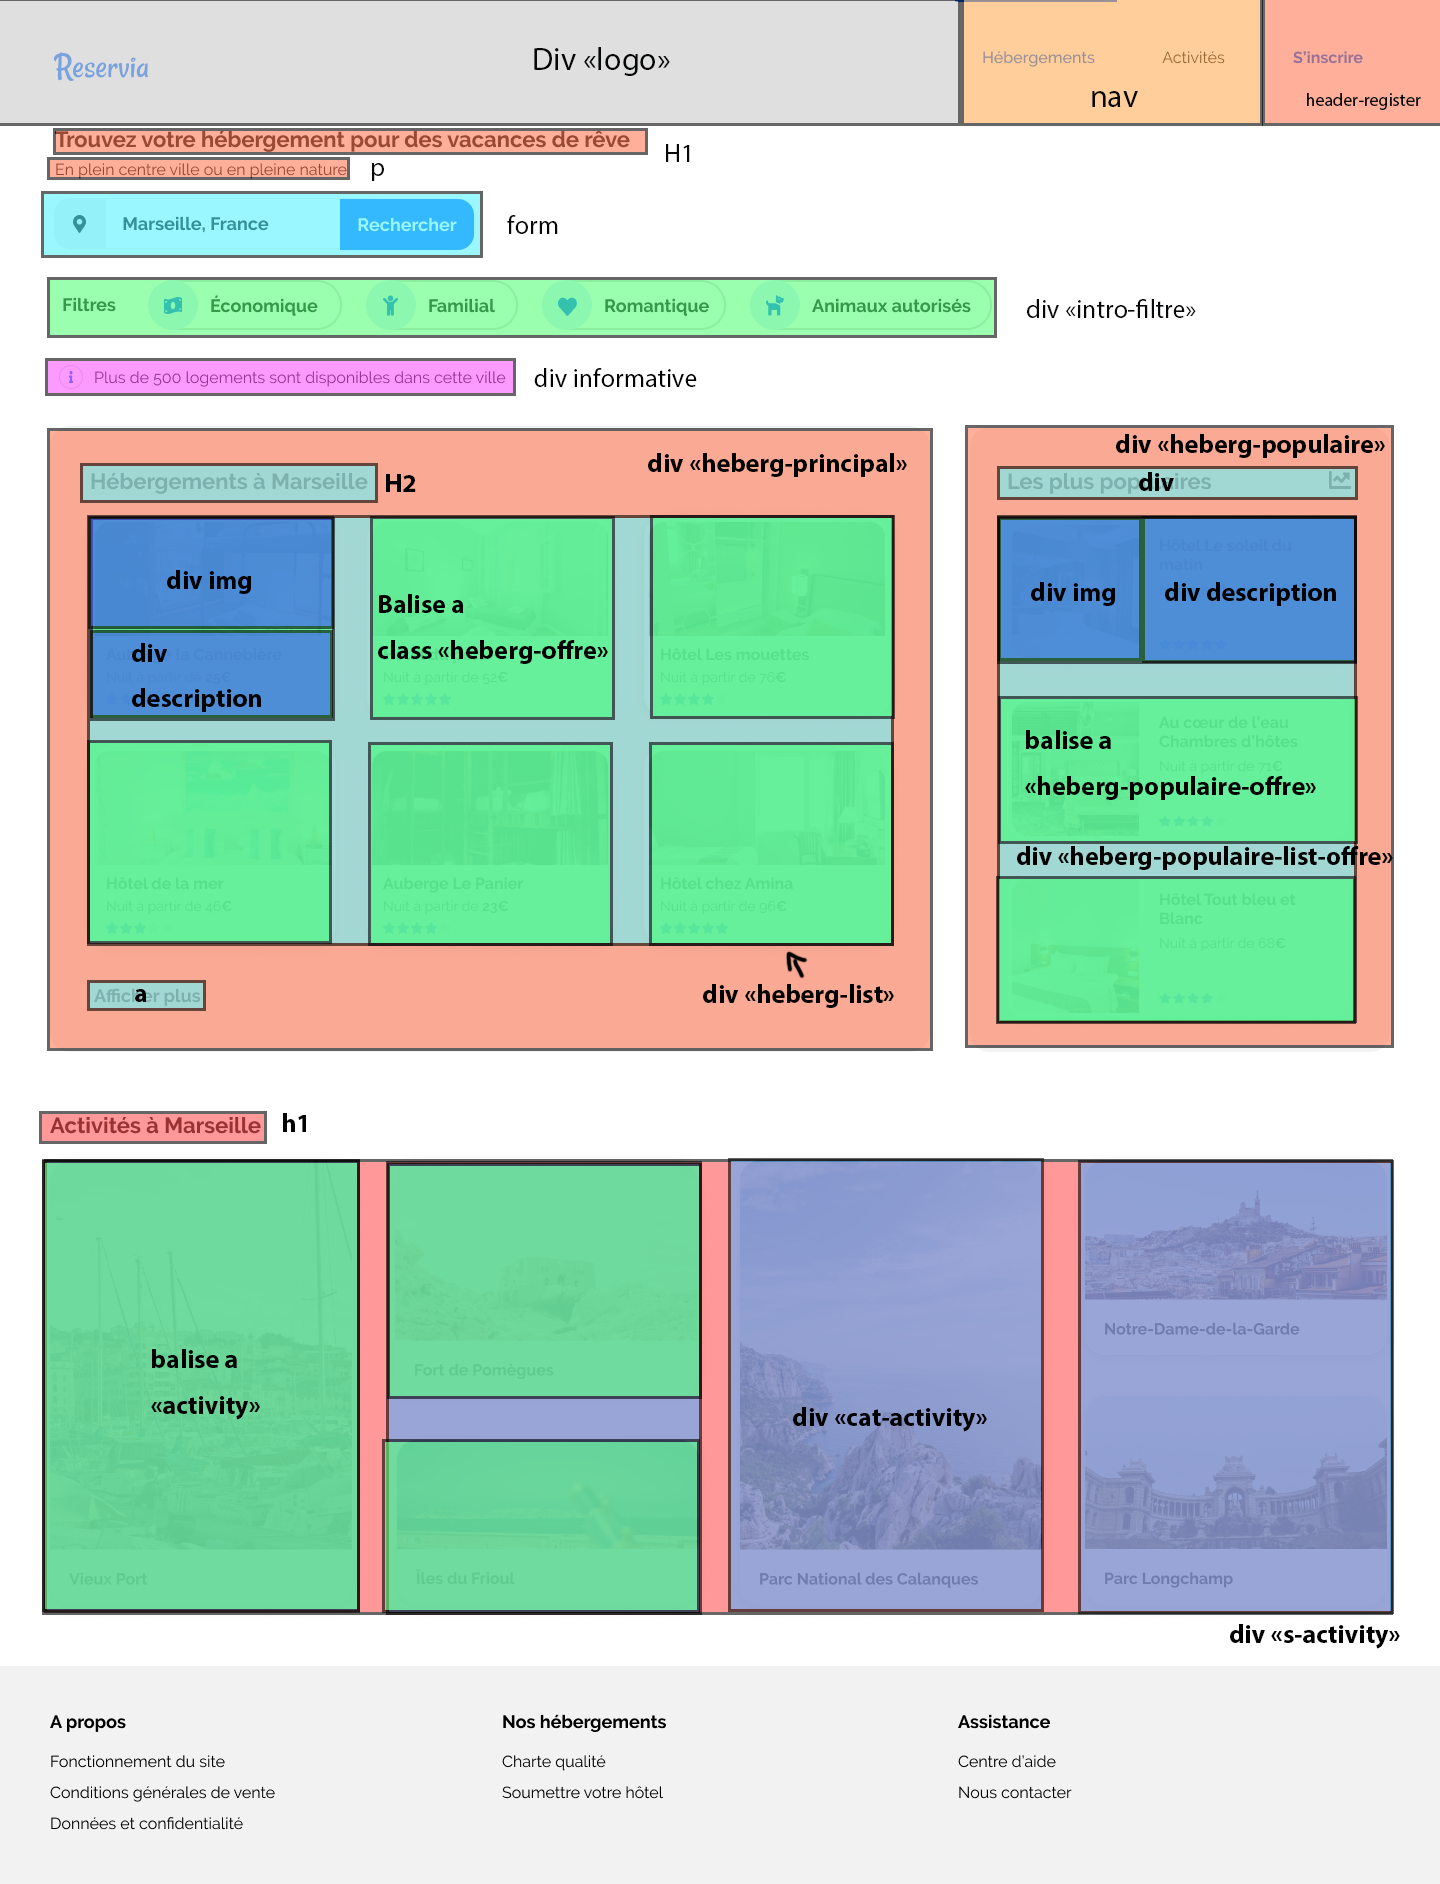 Reservia
Div «logo»
Hébergements
Activités
nav
S'inscrire
header-register
Trouvez votre hébergement pour des vacances de rêve
H1
En plein centre ville ou en pleine nature
p
Marseille, France
Rechercher
form
Filtres
Économique
Familial
Romantique
Animaux autorisés
div «intro-filtre»
Plus de 500 logements sont disponibles dans cette ville
div informative
div «heberg-principal»
Hébergements à Marseille
H2
div img
div
description
Nuit à partir de 25€
Balise a
class «heberg-offre»
Nuit à partir de 52€
Hôtel Les mouettes
Nuit à partir de 76€
Hôtel de la mer
Nuit à partir de 46€
Auberge Le Panier
Nuit à partir de 23€
Hôtel chez Amina
Nuit à partir de 96€
Afficher plus
a
div «heberg-list»
div «heberg-populaire»
Les plus populaires
div
div img
Hôtel Le soleil du
matin
div description
Au cœur de l'eau
Chambres d'hôtes
Nuit à partir de 71€
balise a
«heberg-populaire-offre»
div «heberg-populaire-list-offre»
Hôtel Tout bleu et
Blanc
Nuit à partir de 68€
Activités à Marseille
h1
balise a
«activity»
Vieux Port
Fort de Pomègues
Îles du Frioul
div «cat-activity»
Parc National des Calanques
Notre-Dame-de-la-Garde
Parc Longchamp
div «s-activity»
A propos
Fonctionnement du site
Conditions générales de vente
Données et confidentialité
Nos hébergements
Charte qualité
Soumettre votre hôtel
Assistance
Centre d'aide
Nous contacter